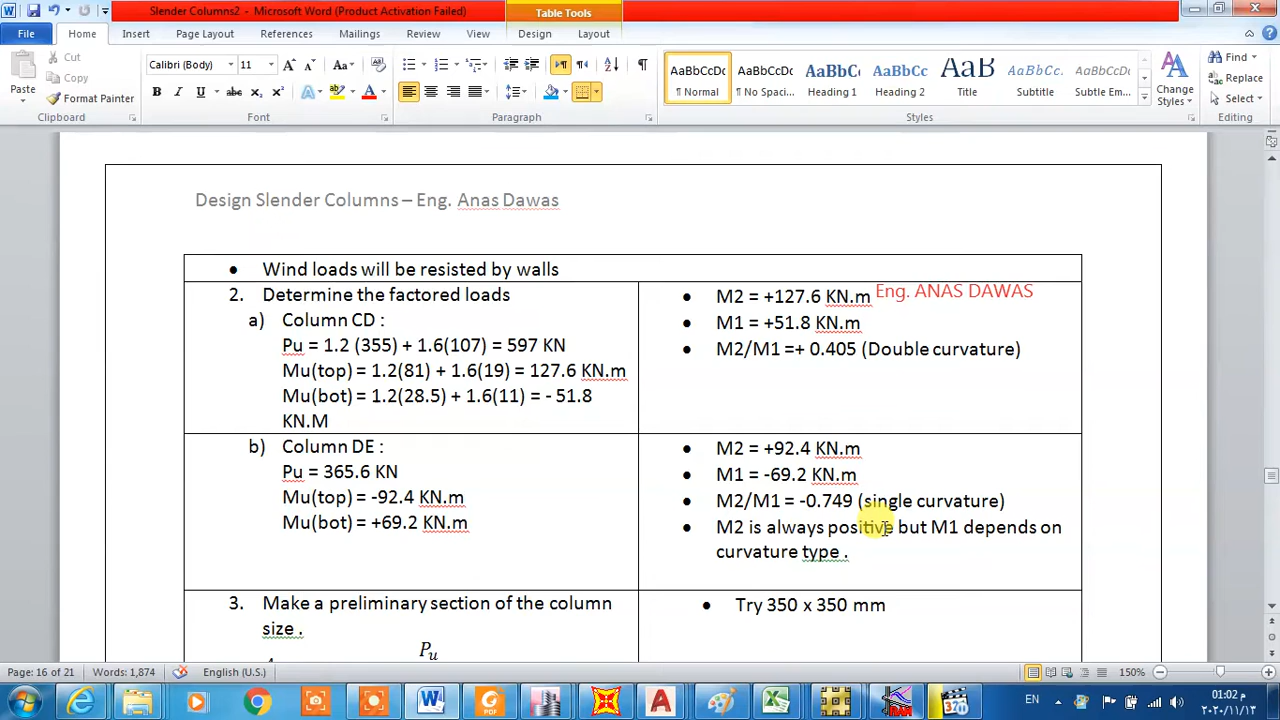 Slender Columns2 - Microsoft Word (Product Activation Failed)
Table Tools
File
Home
Insert
Page Layout
References
Mailings
Review
View
Design
Layout
Paste
Cut
Copy
Format Painter
Clipboard
Calibri (Body)
11
Font
Paragraph
AaBbCcDc
¶ Normal
AaBbCcDc
¶ No Spaci...
AaBbCc
Heading 1
AaBbCc
Heading 2
AaB
Title
AaBbCc.
Subtitle
AaBbCcDc
Subtle Em...
Styles
Change
Styles
Find
Replace
Select
Editing
Design Slender Columns – Eng. Anas Dawas
• Wind loads will be resisted by walls
2. Determine the factored loads
a) Column CD :
Pu = 1.2 (355) + 1.6(107) = 597 KN
Mu(top) = 1.2(81) + 1.6(19) = 127.6 KN.m
Mu(bot) = 1.2(28.5) + 1.6(11) = - 51.8
KN.M
• M2 = +127.6 KN.m
Eng. ANAS DAWAS
• M1 = +51.8 KN.m
• M2/M1 =+ 0.405 (Double curvature)
b) Column DE :
Pu = 365.6 KN
Mu(top) = -92.4 KN.m
Mu(bot) = +69.2 KN.m
• M2 = +92.4 KN.m
• M1 = -69.2 KN.m
• M2/M1 = -0.749 (single curvature)
• M2 is always positive but M1 depends on
curvature type .
3. Make a preliminary section of the column
size .
Pu
• Try 350 x 350 mm
Page: 16 of 21
Words: 1,874
English (U.S.)
150%
EN
01:02 م
٢٠٢٠/١١/١٣